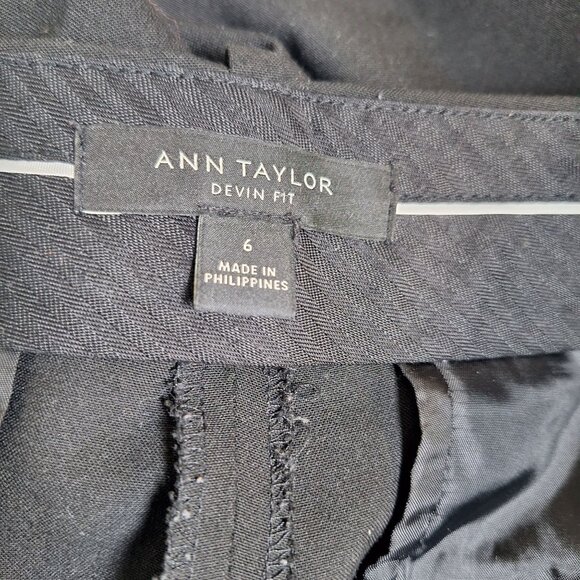 ANN TAYLOR
DEVIN FIT
6
MADE IN
PHILIPPINES